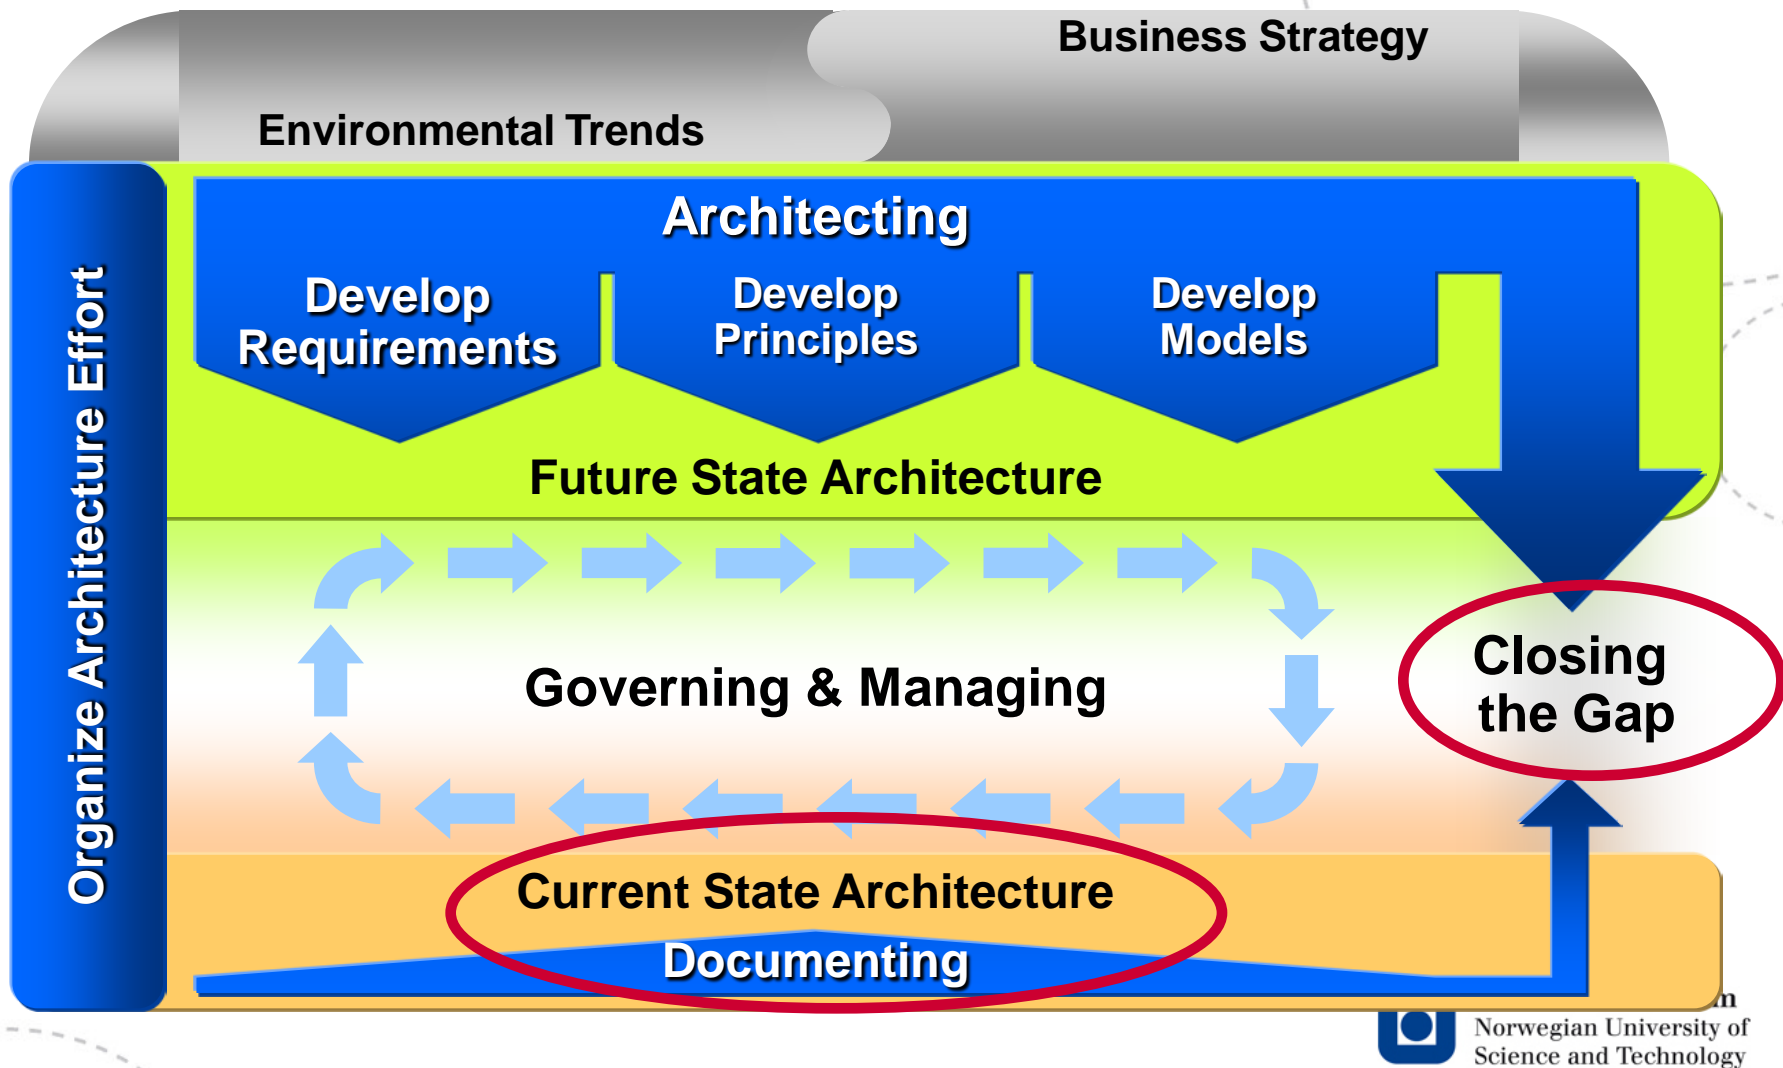 Business Strategy
Environmental Trends
Organize Architecture Effort
Architecting
Develop
Requirements
Develop
Principles
Develop
Models
Future State Architecture
Governing & Managing
Closing
the Gap
Current State Architecture
Documenting
Norwegian University of
Science and Technology